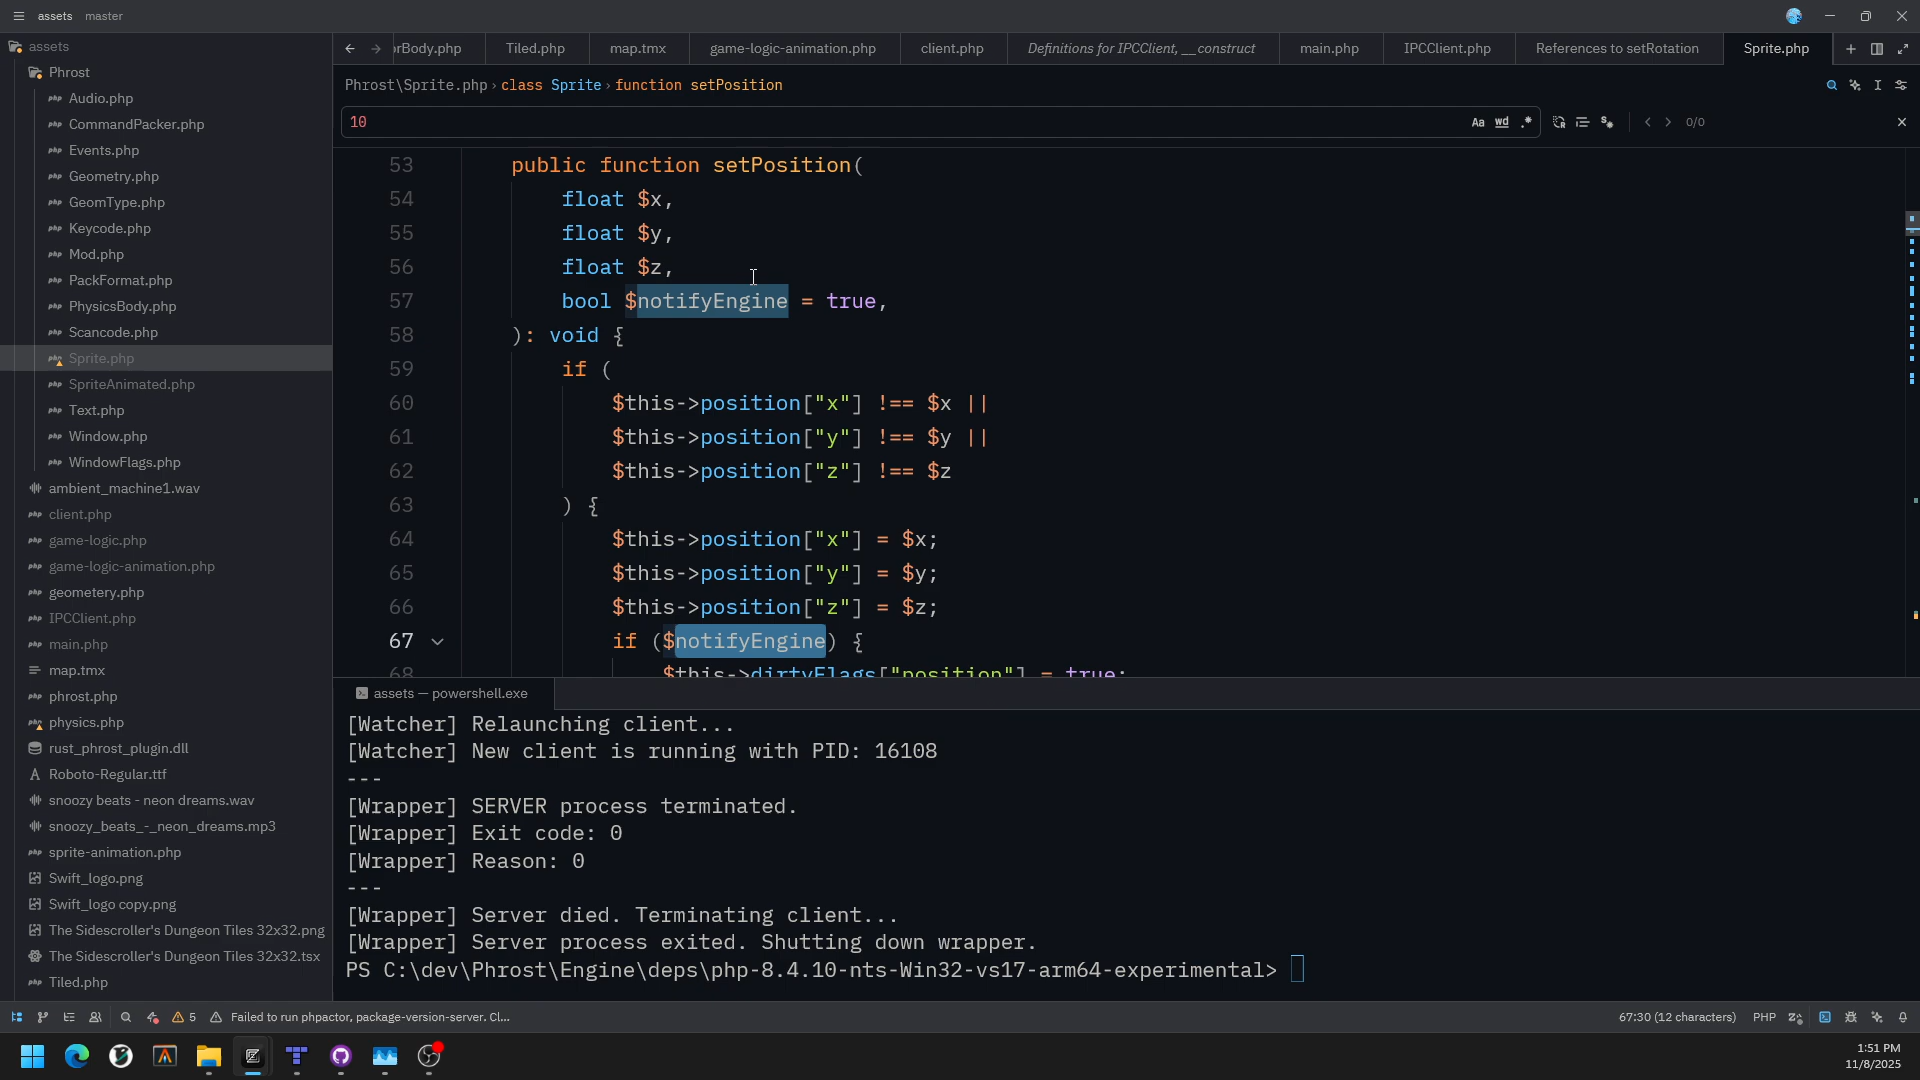 assets master
assets
Phrost
Audio.php
CommandPacker.php
Events.php
Geometry.php
GeomType.php
Keycode.php
Mod.php
PackFormat.php
PhysicsBody.php
Scancode.php
Sprite.php
SpriteAnimated.php
Text.php
Window.php
WindowFlags.php
ambient_machine1.wav
client.php
game-logic.php
game-logic-animation.php
geometery.php
IPCClient.php
main.php
map.tmx
phrost.php
physics.php
rust_phrost_plugin.dll
Roboto-Regular.ttf
snoozy beats - neon dreams.wav
snoozy_beats_-_neon_dreams.mp3
sprite-animation.php
Swift_logo.png
Swift_logo copy.png
The Sidescroller's Dungeon Tiles 32x32.png
The Sidescroller's Dungeon Tiles 32x32.tsx
Tiled.php
rBody.php Tiled.php map.tmx game-logic-animation.php client.php Definitions for IPCClient, __construct main.php IPCClient.php References to setRotation Sprite.php
Phrost\Sprite.php › class Sprite › function setPosition
10 Aa wd .* 0/0
53 public function setPosition(
54 float $x,
55 float $y,
56 float $z,
57 bool $notifyEngine = true,
58 ): void {
59 if (
60 $this->position["x"] !== $x ||
61 $this->position["y"] !== $y ||
62 $this->position["z"] !== $z
63 ) {
64 $this->position["x"] = $x;
65 $this->position["y"] = $y;
66 $this->position["z"] = $z;
67 if ($notifyEngine) {
68 $this->dirtyFlags["position"] = true;
assets — powershell.exe
[Watcher] Relaunching client...
[Watcher] New client is running with PID: 16108
---
[Wrapper] SERVER process terminated.
[Wrapper] Exit code: 0
[Wrapper] Reason: 0
---
[Wrapper] Server died. Terminating client...
[Wrapper] Server process exited. Shutting down wrapper.
PS C:\dev\Phrost\Engine\deps\php-8.4.10-nts-Win32-vs17-arm64-experimental>
5 Failed to run phpactor, package-version-server. Cl... 67:30 (12 characters) PHP
1:51 PM
11/8/2025